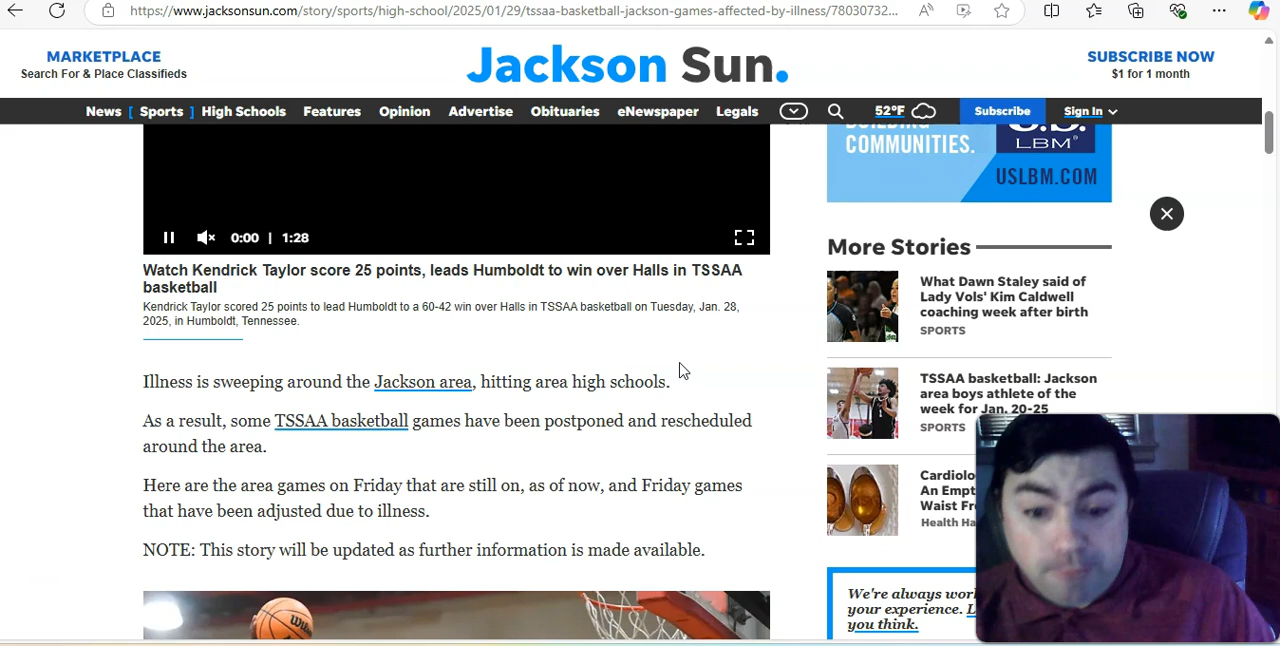 https://www.jacksonsun.com/story/sports/high-school/2025/01/29/tssaa-basketball-jackson-games-affected-by-illness/78030732...
MARKETPLACE
Search For & Place Classifieds
Jackson Sun.
SUBSCRIBE NOW
$1 for 1 month
News [ Sports ] High Schools Features Opinion Advertise Obituaries eNewspaper Legals 52°F Subscribe Sign In
COMMUNITIES.
LBM
USLBM.COM
0:00 | 1:28
Watch Kendrick Taylor score 25 points, leads Humboldt to win over Halls in TSSAA
basketball
Kendrick Taylor scored 25 points to lead Humboldt to a 60-42 win over Halls in TSSAA basketball on Tuesday, Jan. 28,
2025, in Humboldt, Tennessee.
Illness is sweeping around the Jackson area, hitting area high schools.
As a result, some TSSAA basketball games have been postponed and rescheduled
around the area.
Here are the area games on Friday that are still on, as of now, and Friday games
that have been adjusted due to illness.
NOTE: This story will be updated as further information is made available.
More Stories
What Dawn Staley said of
Lady Vols' Kim Caldwell
coaching week after birth
SPORTS
TSSAA basketball: Jackson
area boys athlete of the
week for Jan. 20-25
SPORTS
Cardiolo
An Empt
Waist Fr
Health Ha
We're always wor
your experience.
you think.